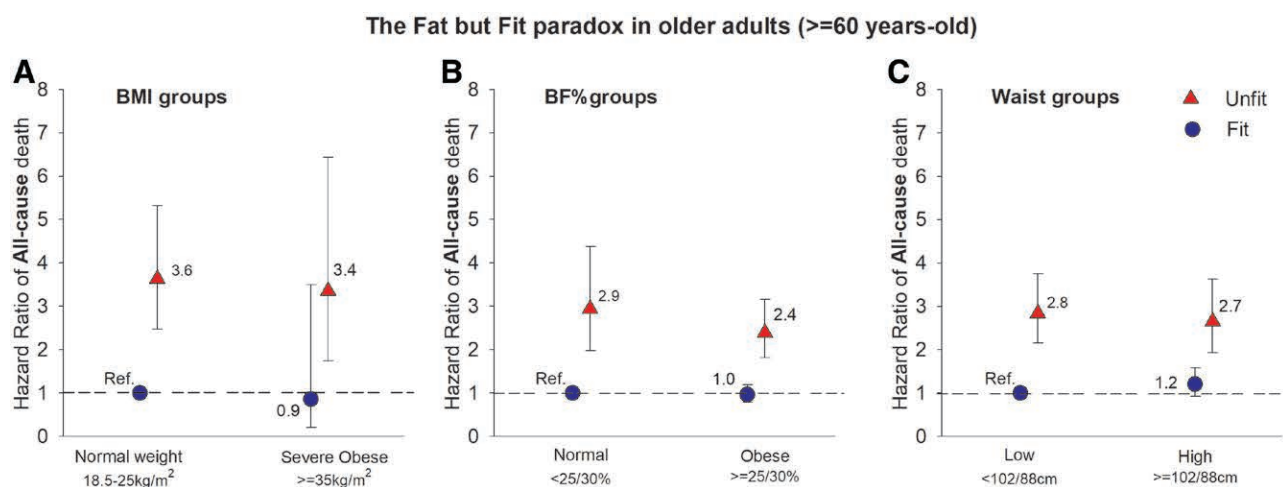 The Fat but Fit paradox in older adults (>=60 years-old)
A
BMI groups
Hazard Ratio of All-cause death
8
7
6
5
4
3
2
1
0
3.6
3.4
Ref.
0.9
Normal weight
18.5-25kg/m²
Severe Obese
>=35kg/m²
B
BF%groups
Hazard Ratio of All-cause death
8
7
6
5
4
3
2
1
0
2.9
2.4
Ref.
1.0
Normal
<25/30%
Obese
>=25/30%
C
Waist groups
Unfit
Fit
Hazard Ratio of All-cause death
8
7
6
5
4
3
2
1
0
2.8
2.7
Ref.
1.2
Low
<102/88cm
High
>=102/88cm